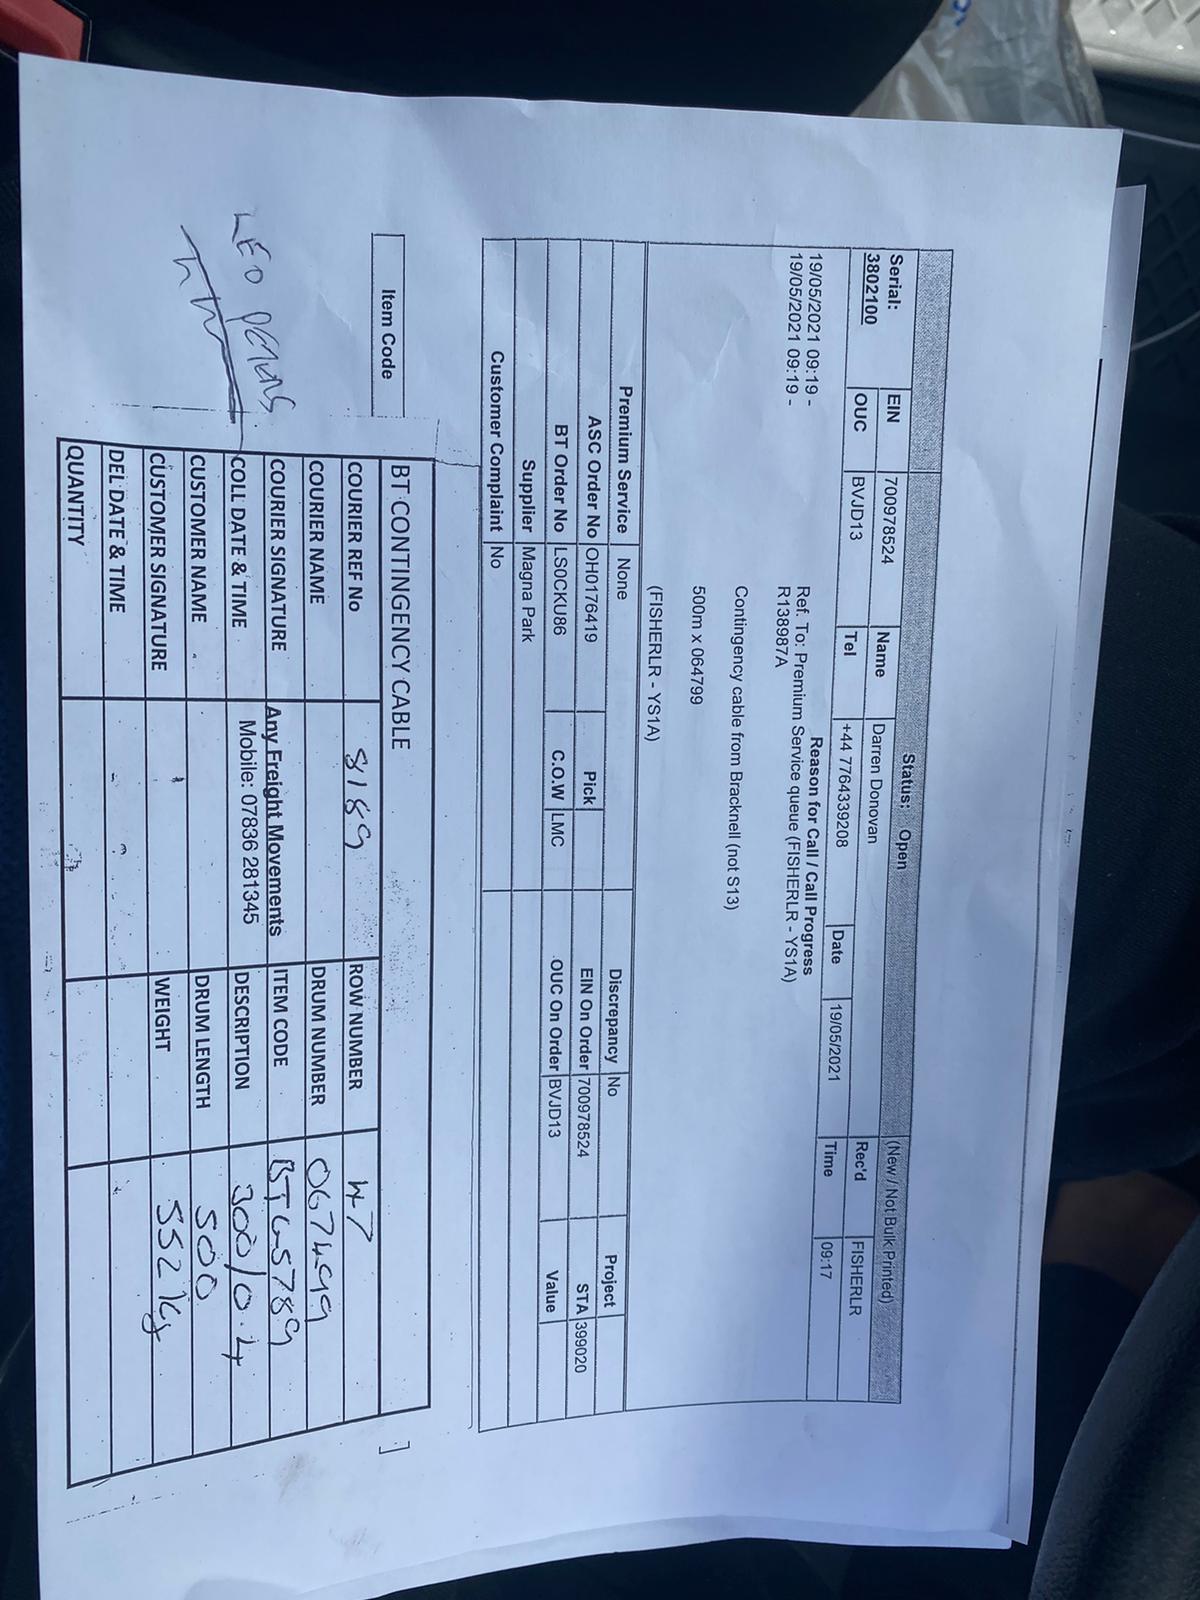 Status: Open (New / Not Bulk Printed)
Serial: 3802100 EIN 700978524 Name Darren Donovan Rec'd FISHERLR
OUC BVJD13 Tel +44 7764339208 Date 19/05/2021 Time 09:17
Reason for Call / Call Progress
19/05/2021 09:19 - Ref. To: Premium Service queue (FISHERLR - YS1A)
19/05/2021 09:19 - R138987A
Contingency cable from Bracknell (not S13)
500m x 064799
(FISHERLR - YS1A)
Premium Service None Discrepancy No Project
ASC Order No OH0176419 Pick EIN On Order 700978524 STA 399020
BT Order No LS0CKU86 C.O.W LMC OUC On Order BVJD13 Value
Supplier Magna Park
Customer Complaint No
Item Code
BT CONTINGENCY CABLE
COURIER REF No 8189 ROW NUMBER 47
COURIER NAME DRUM NUMBER 067499
COURIER SIGNATURE Any Freight Movements ITEM CODE
COLL DATE & TIME Mobile: 07836 281345 DESCRIPTION 300/0.4
CUSTOMER NAME DRUM LENGTH 500
CUSTOMER SIGNATURE WEIGHT 552 kg
DEL DATE & TIME
QUANTITY
LEO